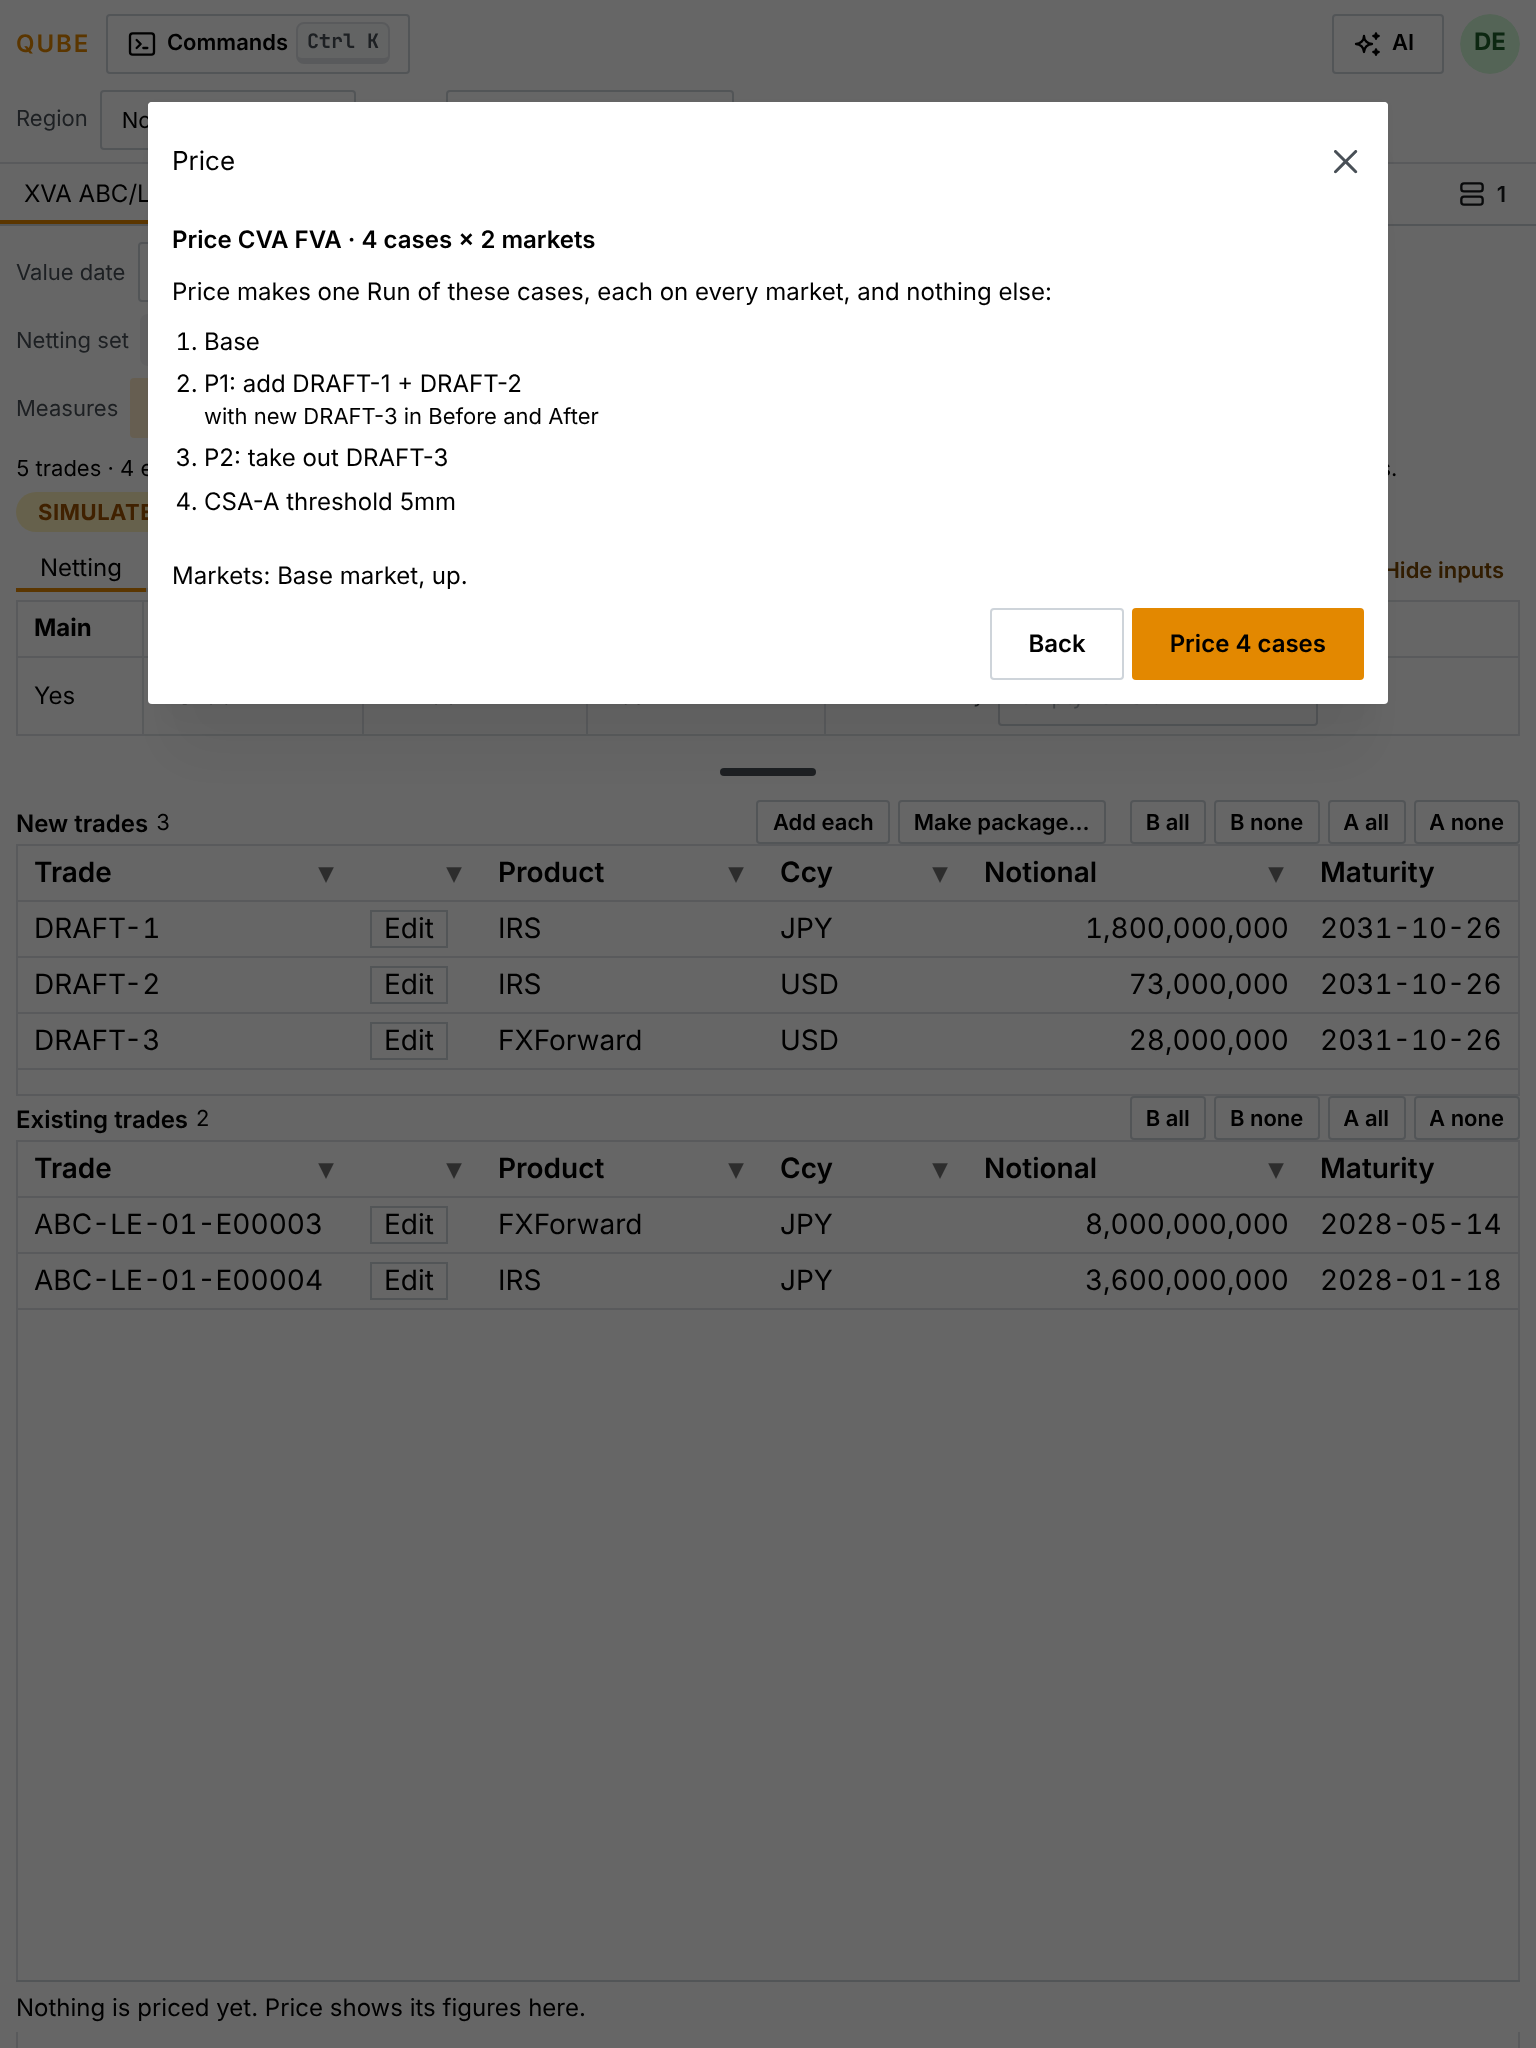 QUBE Commands Ctrl K AI DE
Region
Price
XVA ABC/L 1
Price CVA FVA · 4 cases × 2 markets
Value date
Price makes one Run of these cases, each on every market, and nothing else:
Netting set
1. Base
2. P1: add DRAFT-1 + DRAFT-2
with new DRAFT-3 in Before and After
Measures
3. P2: take out DRAFT-3
5 trades · 4
4. CSA-A threshold 5mm
SIMULATE
Netting Hide inputs
Markets: Base market, up.
Main
Back Price 4 cases
Yes
New trades 3 Add each Make package... B all B none A all A none
Trade ▼ ▼ Product ▼ Ccy ▼ Notional ▼ Maturity
DRAFT-1 Edit IRS JPY 1,800,000,000 2031-10-26
DRAFT-2 Edit IRS USD 73,000,000 2031-10-26
DRAFT-3 Edit FXForward USD 28,000,000 2031-10-26
Existing trades 2 B all B none A all A none
Trade ▼ ▼ Product ▼ Ccy ▼ Notional ▼ Maturity
ABC-LE-01-E00003 Edit FXForward JPY 8,000,000,000 2028-05-14
ABC-LE-01-E00004 Edit IRS JPY 3,600,000,000 2028-01-18
Nothing is priced yet. Price shows its figures here.